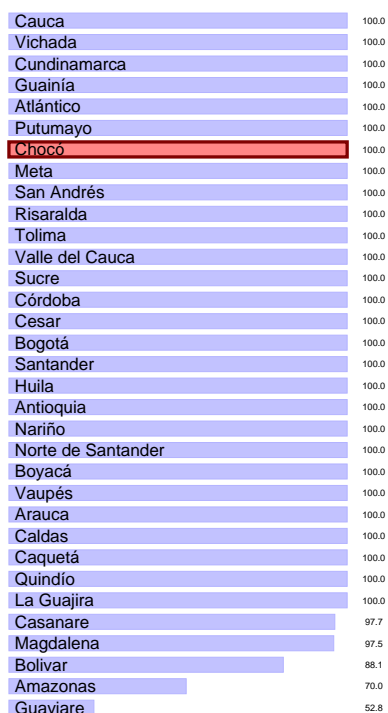 Cauca 100.0
Vichada 100.0
Cundinamarca 100.0
Guainía 100.0
Atlántico 100.0
Putumayo 100.0
Chocó 100.0
Meta 100.0
San Andrés 100.0
Risaralda 100.0
Tolima 100.0
Valle del Cauca 100.0
Sucre 100.0
Córdoba 100.0
Cesar 100.0
Bogotá 100.0
Santander 100.0
Huila 100.0
Antioquia 100.0
Nariño 100.0
Norte de Santander 100.0
Boyacá 100.0
Vaupés 100.0
Arauca 100.0
Caldas 100.0
Caquetá 100.0
Quindío 100.0
La Guajira 100.0
Casanare 97.7
Magdalena 97.5
Bolivar 88.1
Amazonas 70.0
Guaviare 52.8